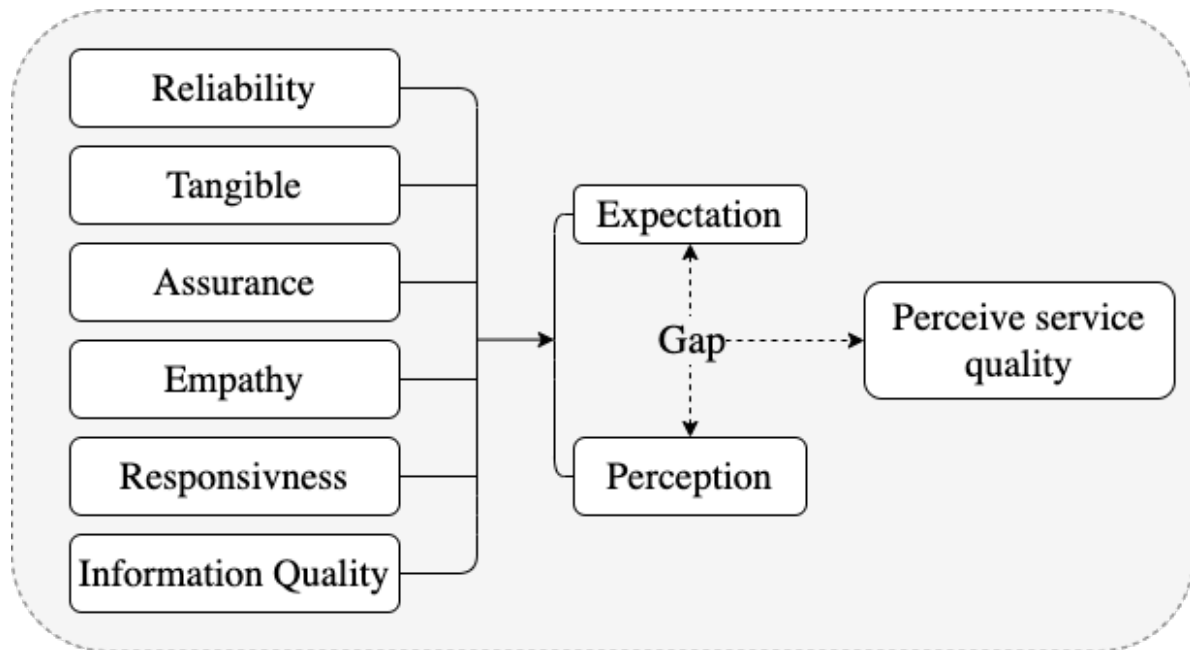 Reliability
Tangible
Assurance
Empathy
Responsivness
Information Quality
Expectation
Gap
Perception
Perceive service
quality